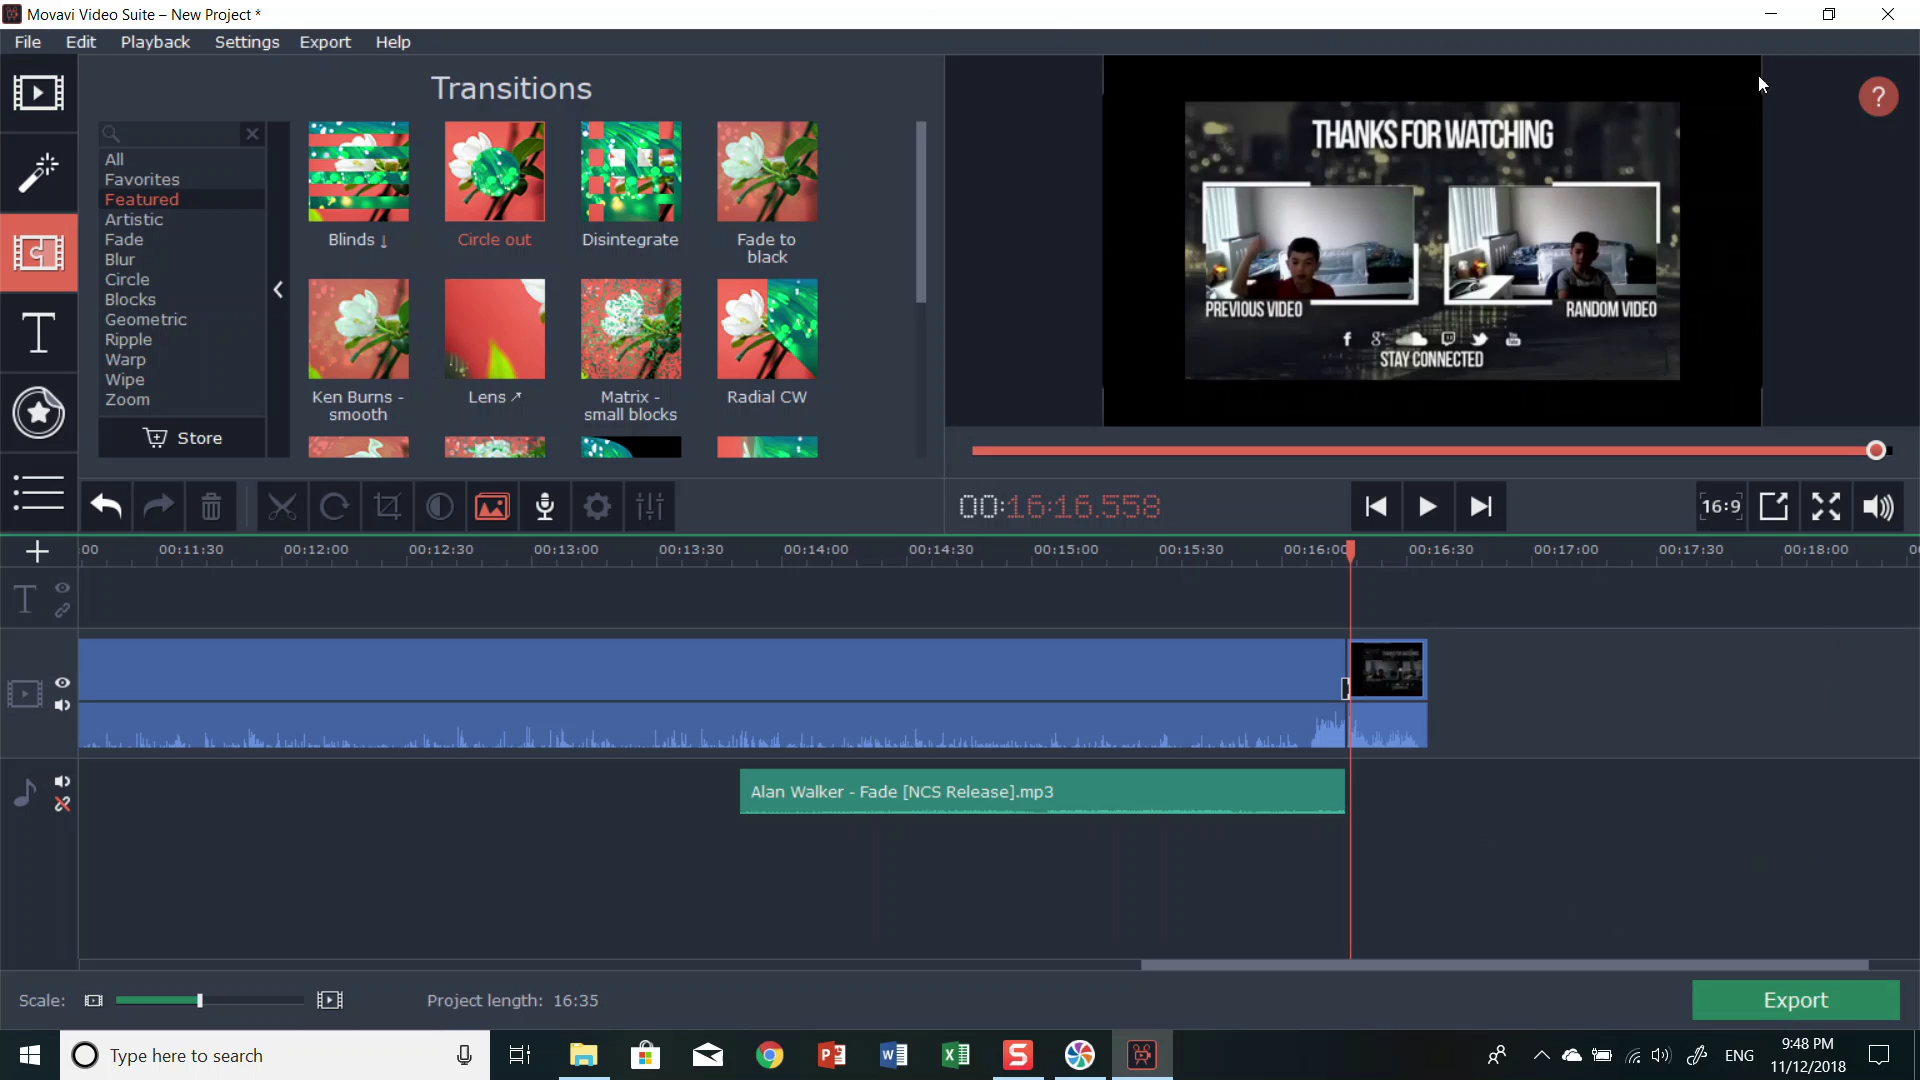 Movavi Video Suite – New Project *
File Edit Playback Settings Export Help
Transitions
All
Favorites
Featured
Artistic
Fade
Blur
Circle
Blocks
Geometric
Ripple
Warp
Wipe
Zoom
Store
Blinds ↓
Circle out
Disintegrate
Fade to
black
Ken Burns -
smooth
Lens ↗
Matrix -
small blocks
Radial CW
THANKS FOR WATCHING
PREVIOUS VIDEO
RANDOM VIDEO
STAY CONNECTED
?
00:16:16.558
16:9
:00 00:11:30 00:12:00 00:12:30 00:13:00 00:13:30 00:14:00 00:14:30 00:15:00 00:15:30 00:16:00 00:16:30 00:17:00 00:17:30 00:18:00
Alan Walker - Fade [NCS Release].mp3
Scale:
Project length: 16:35
Export
Type here to search
ENG
9:48 PM
11/12/2018